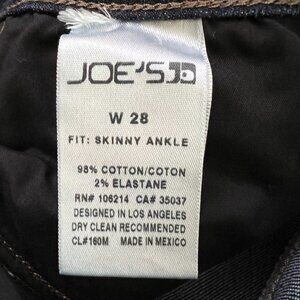 JOE'S
W 28
FIT: SKINNY ANKLE
98% COTTON/COTON
2% ELASTANE
RN# 106214 CA# 35037
DESIGNED IN LOS ANGELES
DRY CLEAN RECOMMENDED
CL#160M MADE IN MEXICO